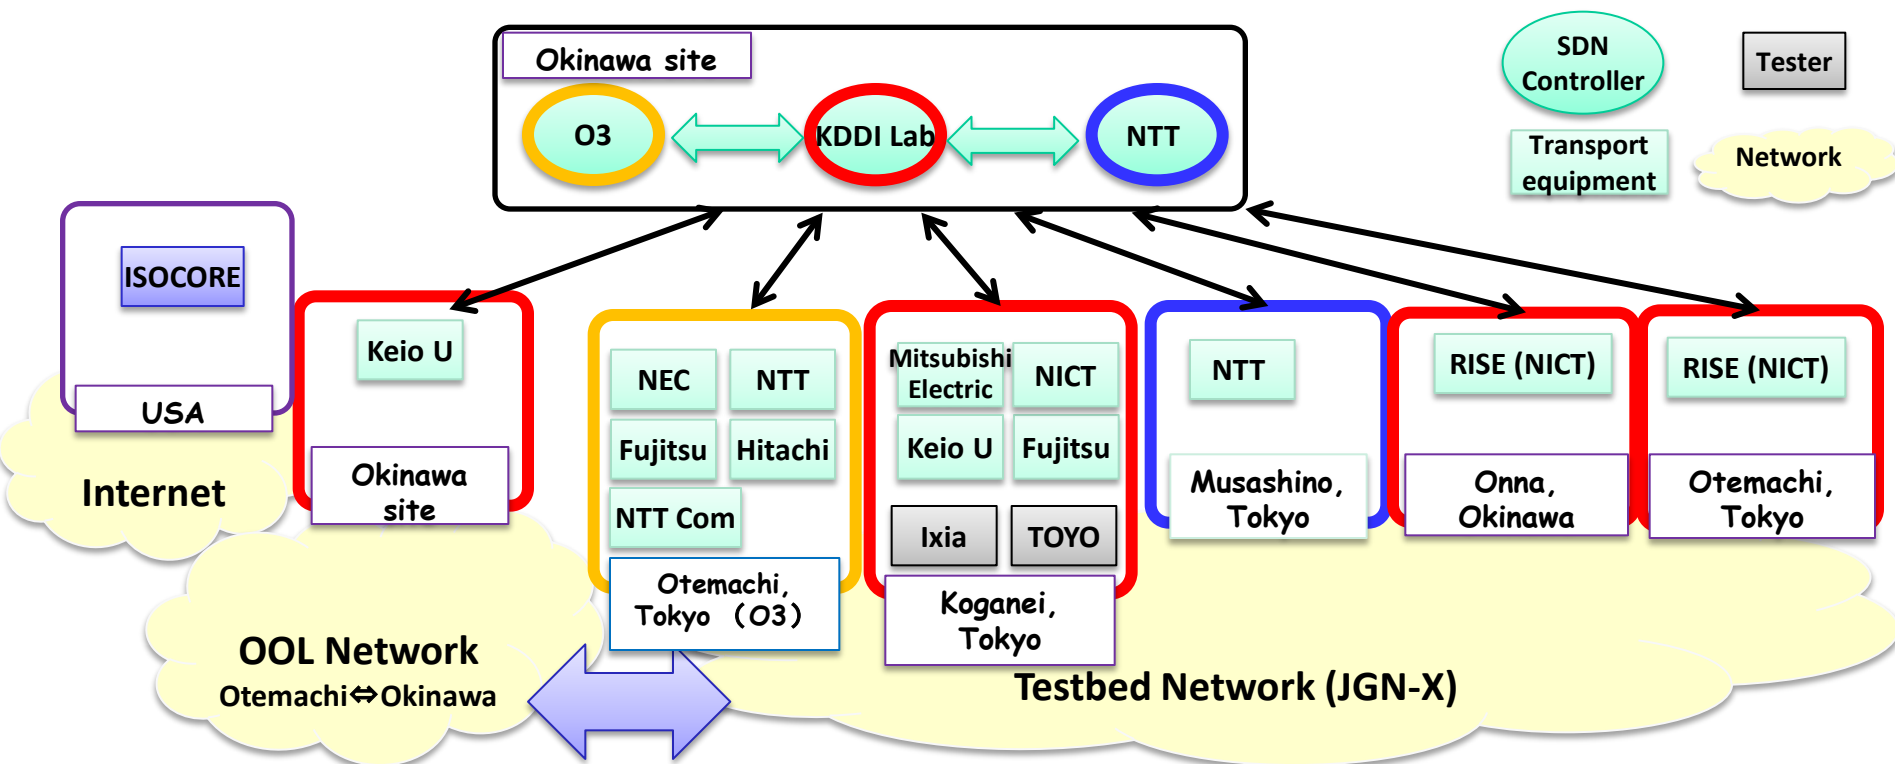 Okinawa site
O3
KDDI Lab
NTT
SDN
Controller
Tester
Transport
equipment
Network
ISOCORE
USA
Internet
Keio U
Okinawa
site
NEC
NTT
Fujitsu
Hitachi
NTT Com
Otemachi,
Tokyo （O3）
Mitsubishi
Electric
NICT
Keio U
Fujitsu
Ixia
TOYO
Koganei,
Tokyo
NTT
Musashino,
Tokyo
RISE (NICT)
Onna,
Okinawa
RISE (NICT)
Otemachi,
Tokyo
OOL Network
Otemachi⇔Okinawa
Testbed Network (JGN-X)